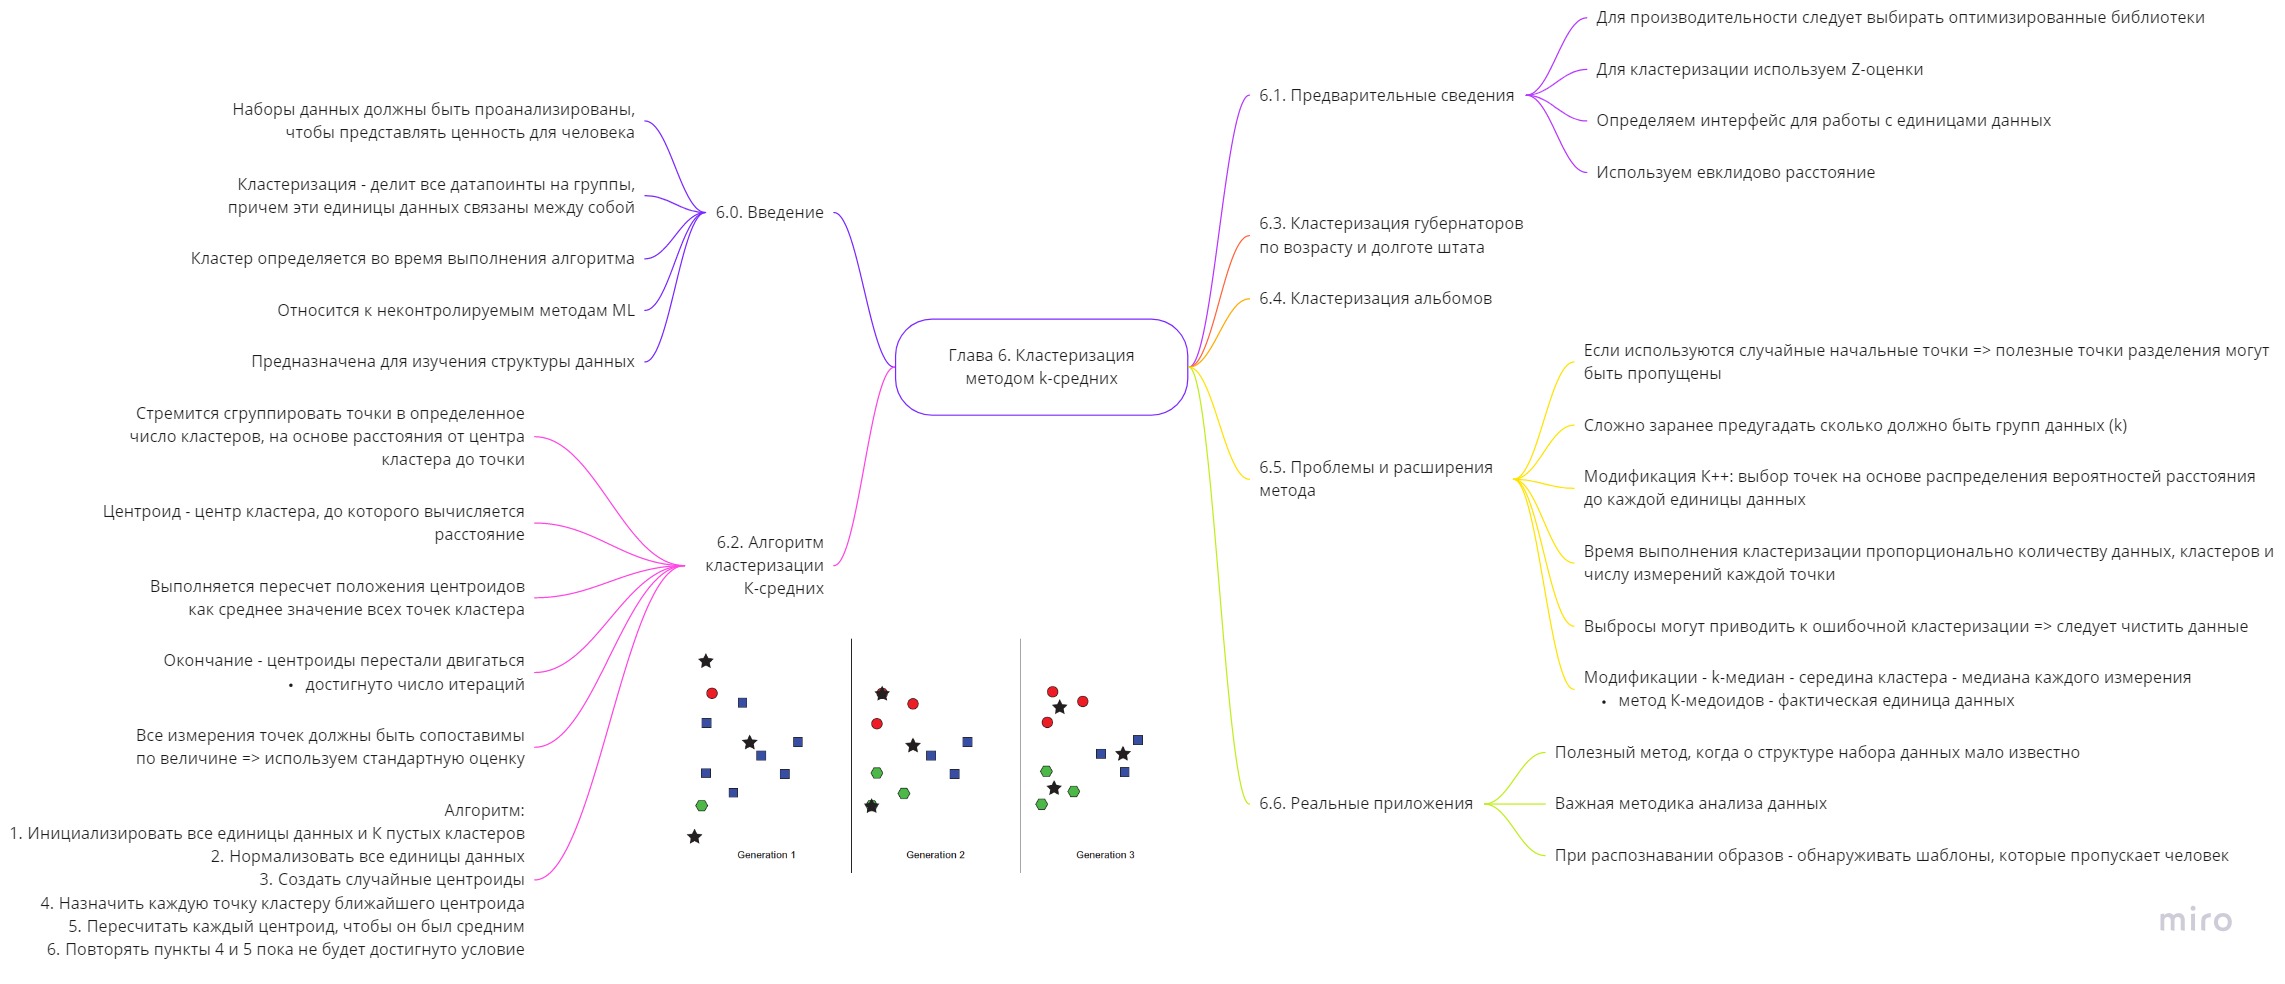 Глава 6. Кластеризация
методом k-средних
6.0. Введение
Наборы данных должны быть проанализированы,
чтобы представлять ценность для человека
Кластеризация - делит все датапоинты на группы,
причем эти единицы данных связаны между собой
Кластер определяется во время выполнения алгоритма
Относится к неконтролируемым методам ML
Предназначена для изучения структуры данных
6.1. Предварительные сведения
Для производительности следует выбирать оптимизированные библиотеки
Для кластеризации используем Z-оценки
Определяем интерфейс для работы с единицами данных
Используем евклидово расстояние
6.2. Алгоритм
кластеризации
К-средних
Стремится сгруппировать точки в определенное
число кластеров, на основе расстояния от центра
кластера до точки
Центроид - центр кластера, до которого вычисляется
расстояние
Выполняется пересчет положения центроидов
как среднее значение всех точек кластера
Окончание - центроиды перестали двигаться
• достигнуто число итераций
Все измерения точек должны быть сопоставимы
по величине => используем стандартную оценку
Алгоритм:
1. Инициализировать все единицы данных и К пустых кластеров
2. Нормализовать все единицы данных
3. Создать случайные центроиды
4. Назначить каждую точку кластеру ближайшего центроида
5. Пересчитать каждый центроид, чтобы он был средним
6. Повторять пункты 4 и 5 пока не будет достигнуто условие
Generation 1
Generation 2
Generation 3
6.3. Кластеризация губернаторов
по возрасту и долготе штата
6.4. Кластеризация альбомов
6.5. Проблемы и расширения
метода
Если используются случайные начальные точки => полезные точки разделения могут
быть пропущены
Сложно заранее предугадать сколько должно быть групп данных (k)
Модификация К++: выбор точек на основе распределения вероятностей расстояния
до каждой единицы данных
Время выполнения кластеризации пропорционально количеству данных, кластеров и
числу измерений каждой точки
Выбросы могут приводить к ошибочной кластеризации => следует чистить данные
Модификации - k-медиан - середина кластера - медиана каждого измерения
• метод К-медоидов - фактическая единица данных
6.6. Реальные приложения
Полезный метод, когда о структуре набора данных мало известно
Важная методика анализа данных
При распознавании образов - обнаруживать шаблоны, которые пропускает человек
miro